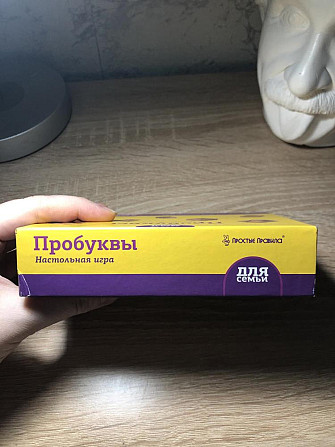 Пробуквы
Настольная игра
ПРОСТЫЕ ПРАВИЛА®
ДЛЯ
СЕМЬИ